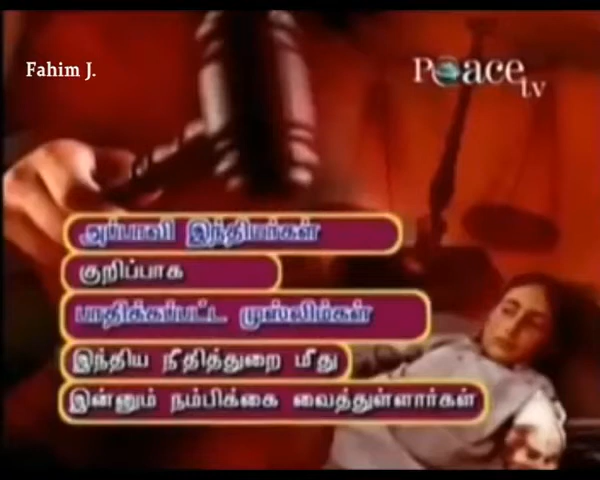 Fahim J.
Peace tv
அப்பாவி இந்தியர்கள்
குறிப்பாக
பாதிக்கப்பட்ட முஸ்லிம்கள்
இந்திய நீதித்துறை மீது
இன்னும் நம்பிக்கை வைத்துள்ளார்கள்